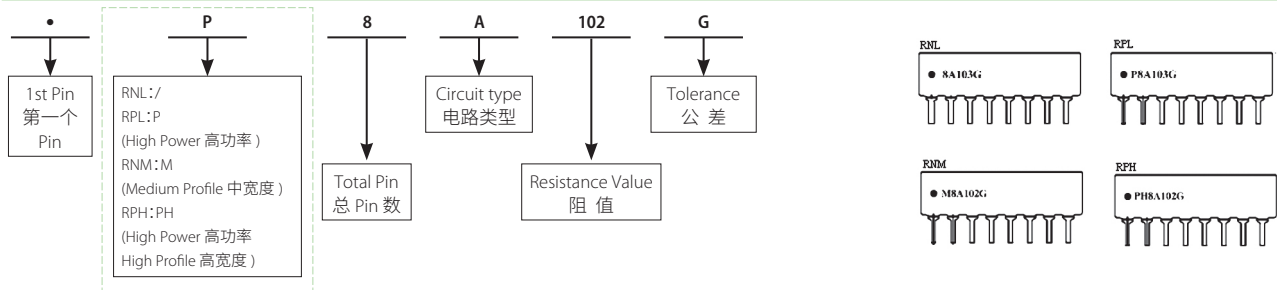 • P 8 A 102 G
1st Pin
第一个
Pin
RNL:/
RPL:P
(High Power 高功率)
RNM:M
(Medium Profile 中宽度)
RPH:PH
(High Power 高功率
High Profile 高宽度)
Total Pin
总 Pin 数
Circuit type
电路类型
Resistance Value
阻 值
Tolerance
公 差
RNL
● 8A103G
RPL
● P8A103G
RNM
● M8A102G
RPH
● PH8A102G